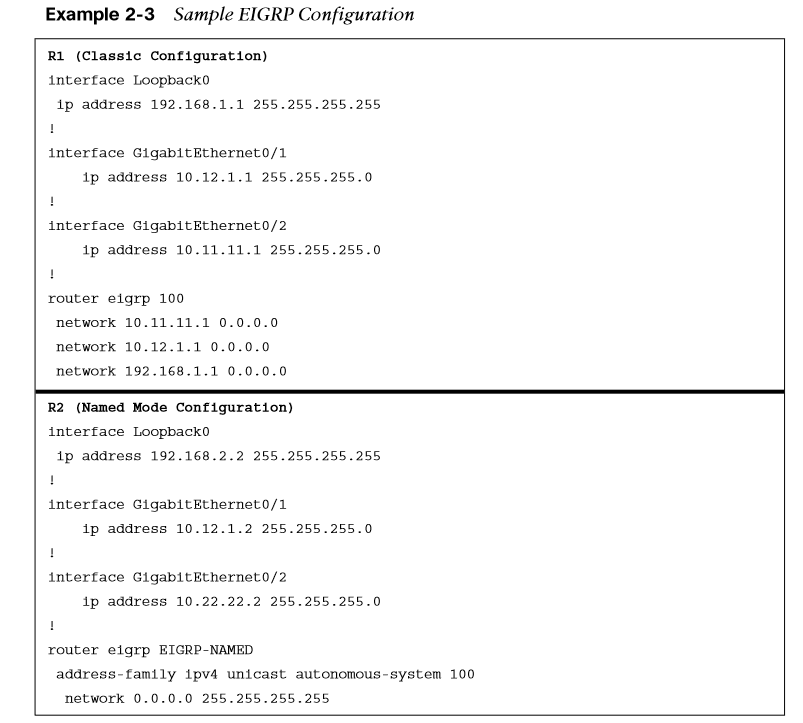 Example 2-3 Sample EIGRP Configuration
R1 (Classic Configuration)
interface Loopback0
 ip address 192.168.1.1 255.255.255.255
!
interface GigabitEthernet0/1
    ip address 10.12.1.1 255.255.255.0
!
interface GigabitEthernet0/2
    ip address 10.11.11.1 255.255.255.0
!
router eigrp 100
 network 10.11.11.1 0.0.0.0
 network 10.12.1.1 0.0.0.0
 network 192.168.1.1 0.0.0.0
R2 (Named Mode Configuration)
interface Loopback0
 ip address 192.168.2.2 255.255.255.255
!
interface GigabitEthernet0/1
    ip address 10.12.1.2 255.255.255.0
!
interface GigabitEthernet0/2
    ip address 10.22.22.2 255.255.255.0
!
router eigrp EIGRP-NAMED
 address-family ipv4 unicast autonomous-system 100
  network 0.0.0.0 255.255.255.255